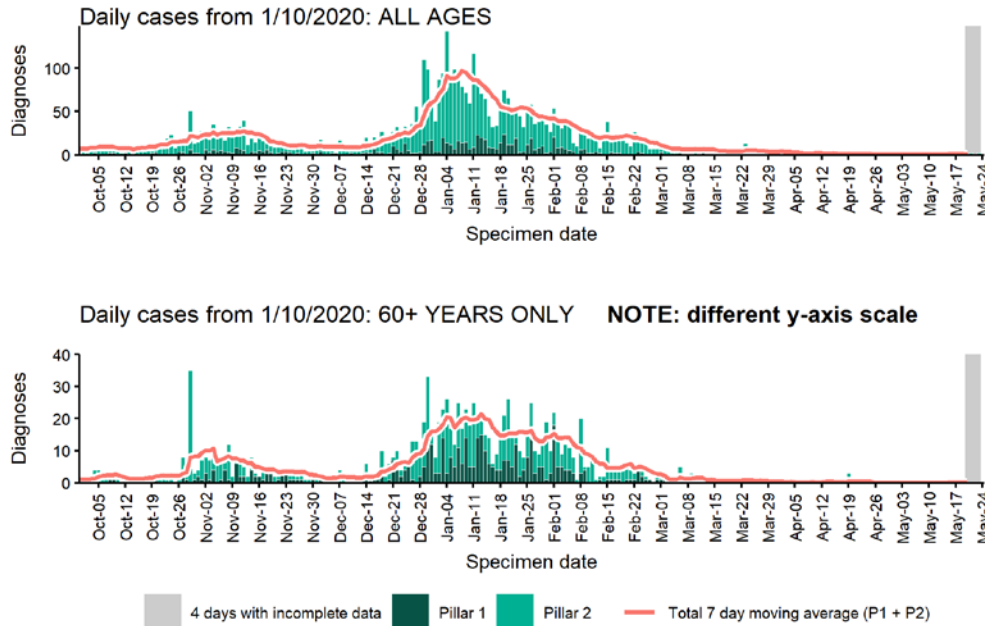 Daily cases from 1/10/2020: ALL AGES
Diagnoses
100
50
0
Oct-05 Oct-12 Oct-19 Oct-26 Nov-02 Nov-09 Nov-16 Nov-23 Nov-30 Dec-07 Dec-14 Dec-21 Dec-28 Jan-04 Jan-11 Jan-18 Jan-25 Feb-01 Feb-08 Feb-15 Feb-22 Mar-01 Mar-08 Mar-15 Mar-22 Mar-29 Apr-05 Apr-12 Apr-19 Apr-26 May-03 May-10 May-17 May-24
Specimen date
Daily cases from 1/10/2020: 60+ YEARS ONLY NOTE: different y-axis scale
Diagnoses
40
30
20
10
0
Oct-05 Oct-12 Oct-19 Oct-26 Nov-02 Nov-09 Nov-16 Nov-23 Nov-30 Dec-07 Dec-14 Dec-21 Dec-28 Jan-04 Jan-11 Jan-18 Jan-25 Feb-01 Feb-08 Feb-15 Feb-22 Mar-01 Mar-08 Mar-15 Mar-22 Mar-29 Apr-05 Apr-12 Apr-19 Apr-26 May-03 May-10 May-17 May-24
Specimen date
4 days with incomplete data Pillar 1 Pillar 2 Total 7 day moving average (P1 + P2)